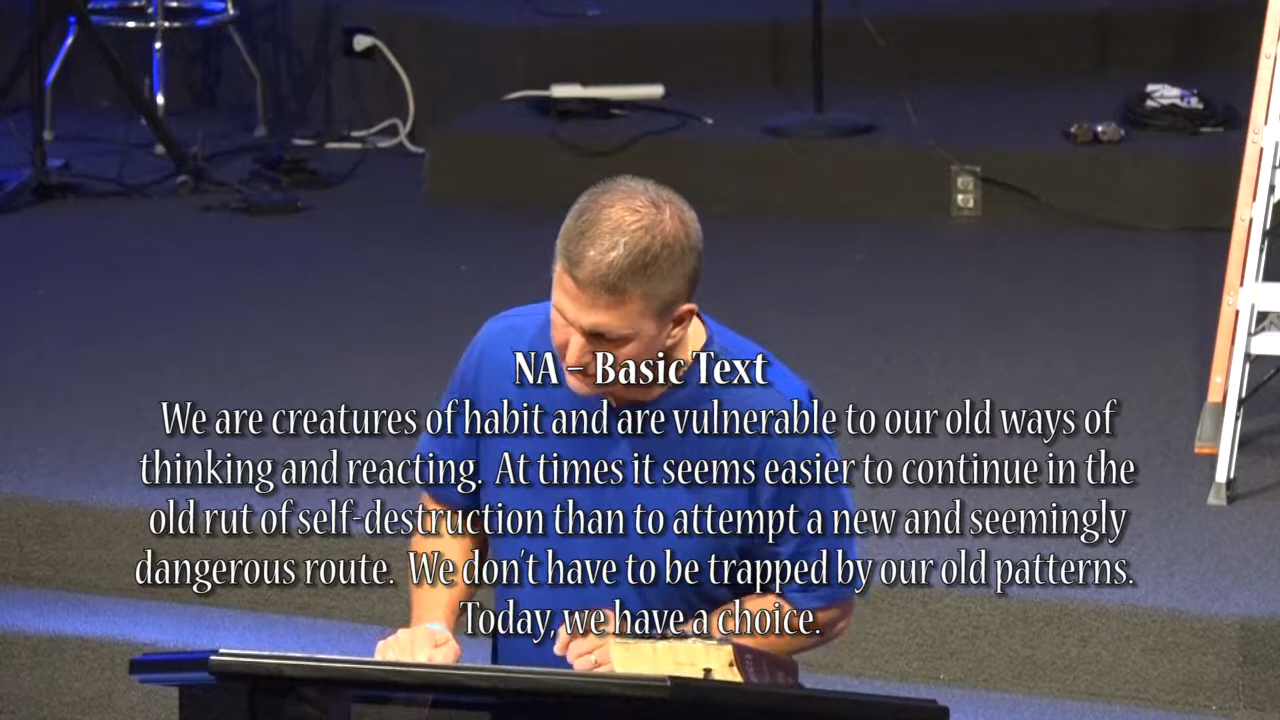 NA – Basic Text
We are creatures of habit and are vulnerable to our old ways of
thinking and reacting. At times it seems easier to continue in the
old rut of self-destruction than to attempt a new and seemingly
dangerous route. We don't have to be trapped by our old patterns.
Today, we have a choice.